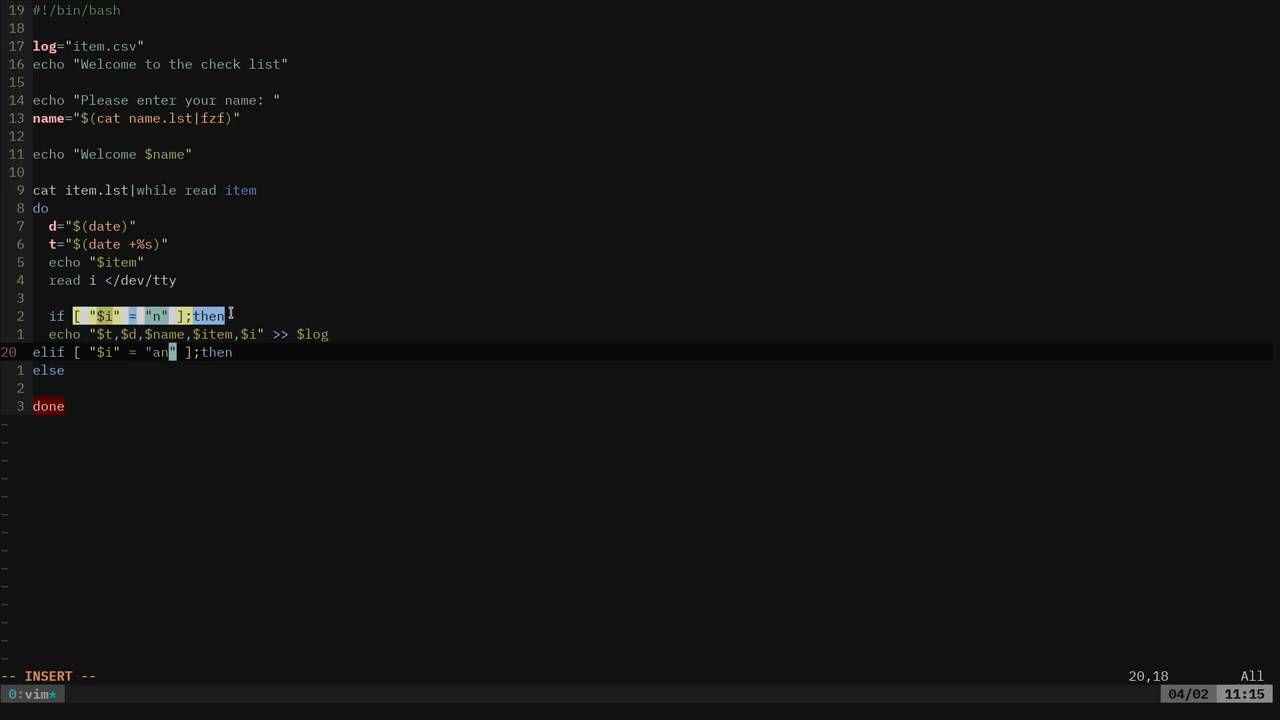 19 #!/bin/bash
18
17 log="item.csv"
16 echo "Welcome to the check list"
15
14 echo "Please enter your name: "
13 name="$(cat name.lst|fzf)"
12
11 echo "Welcome $name"
10
9 cat item.lst|while read item
8 do
7   d="$(date)"
6   t="$(date +%s)"
5   echo "$item"
4   read i </dev/tty
3
2   if [ "$i" = "n" ];then
1   echo "$t,$d,$name,$item,$i" >> $log
20 elif [ "$i" = "an" ];then
1 else
2
3 done
~
~
~
~
~
~
~
~
~
~
~
~
~
~
-- INSERT -- 20,18 All
0:vim* 04/02 11:15